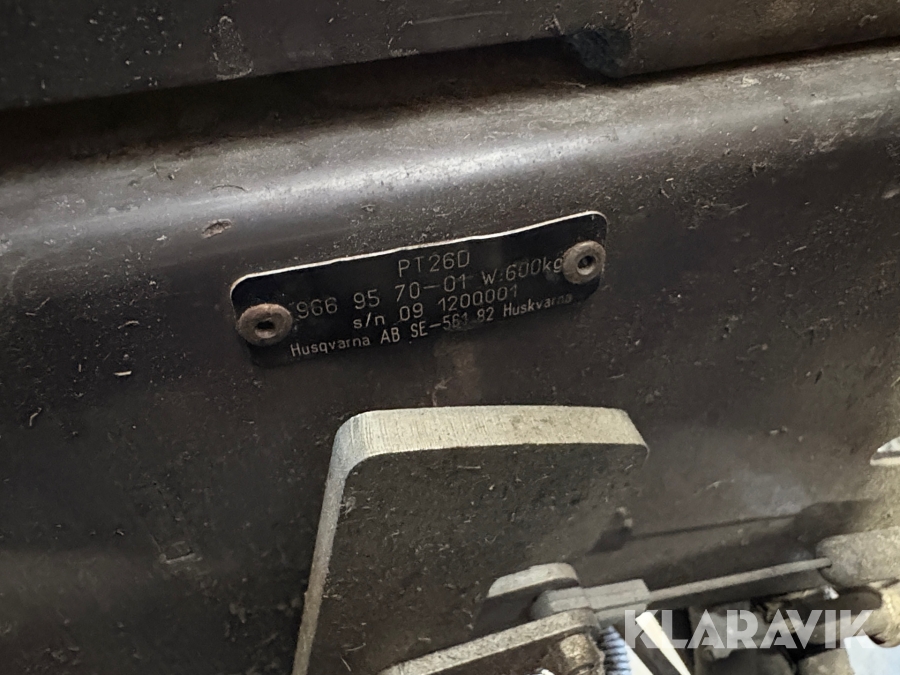 PT26D
966 95 70-01 W:600kg
s/n 09 1200001
Husqvarna AB SE-561 82 Huskvarna
KLARAVIK